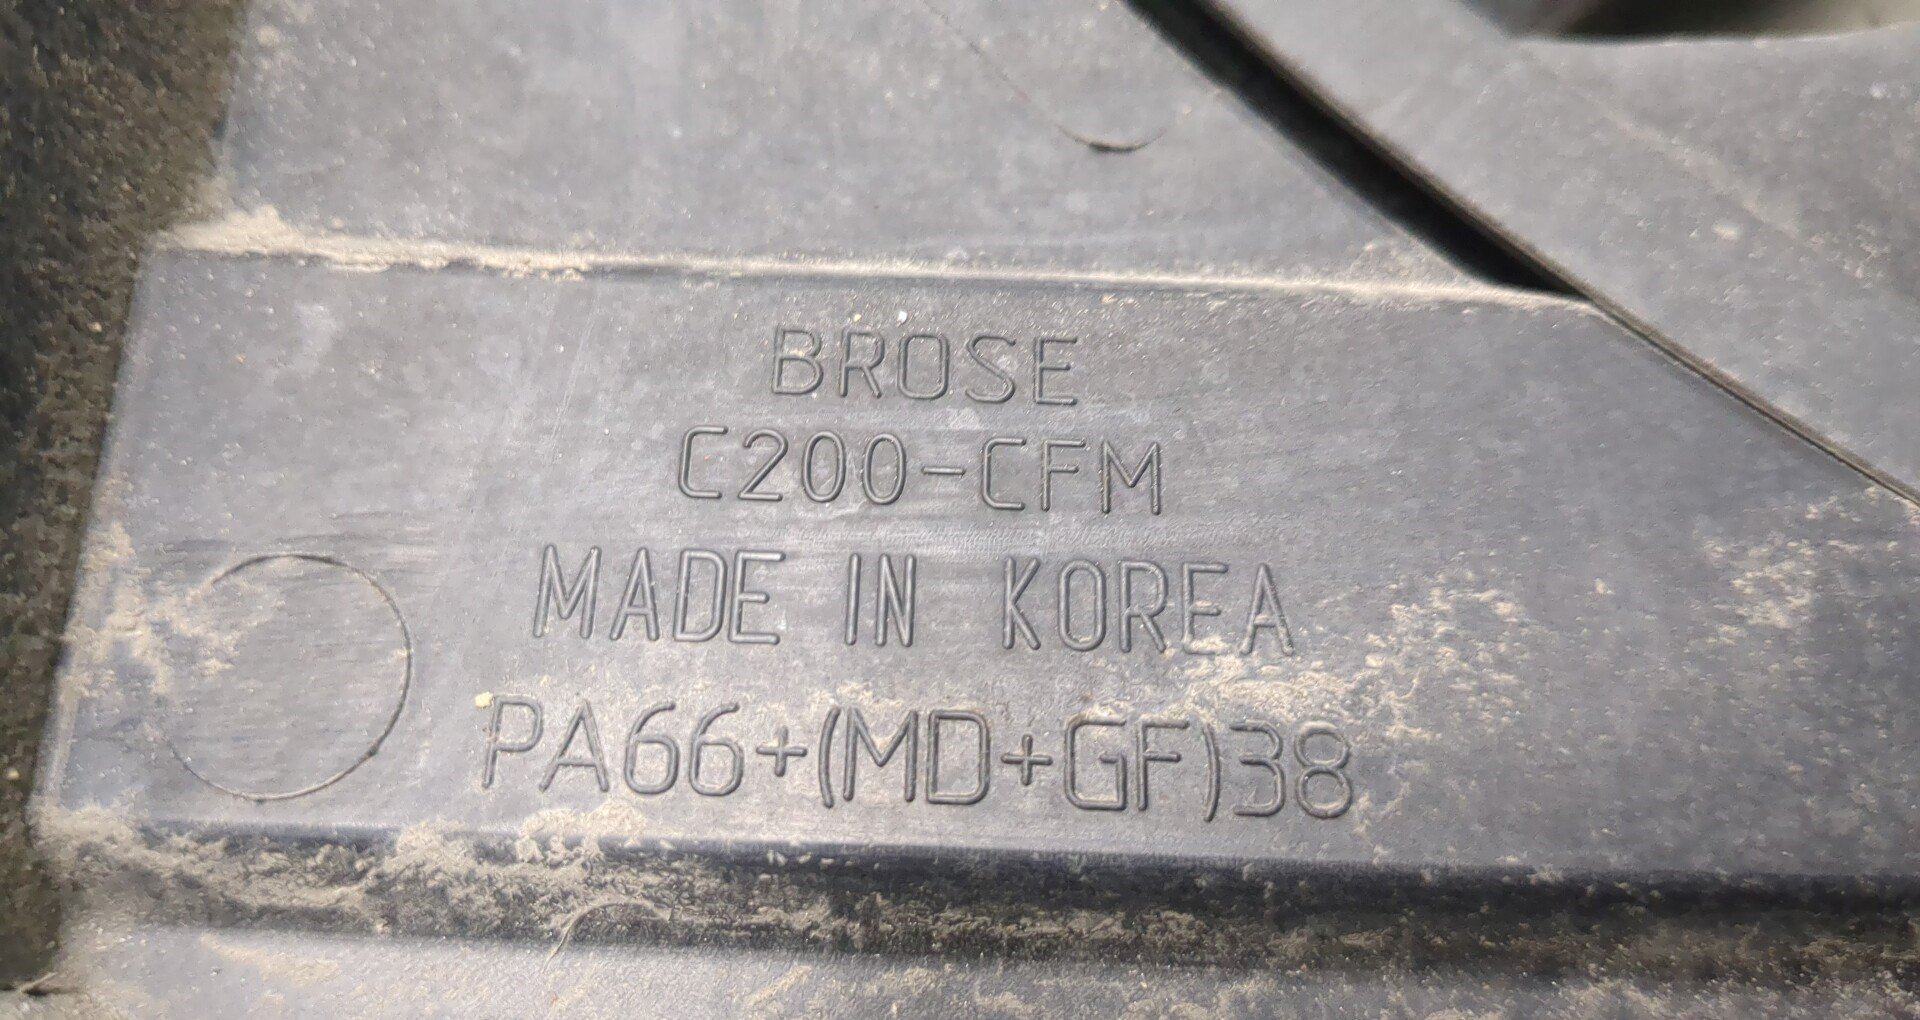 BROSE
C200-CFM
MADE IN KOREA
PA66+(MD+GF)38